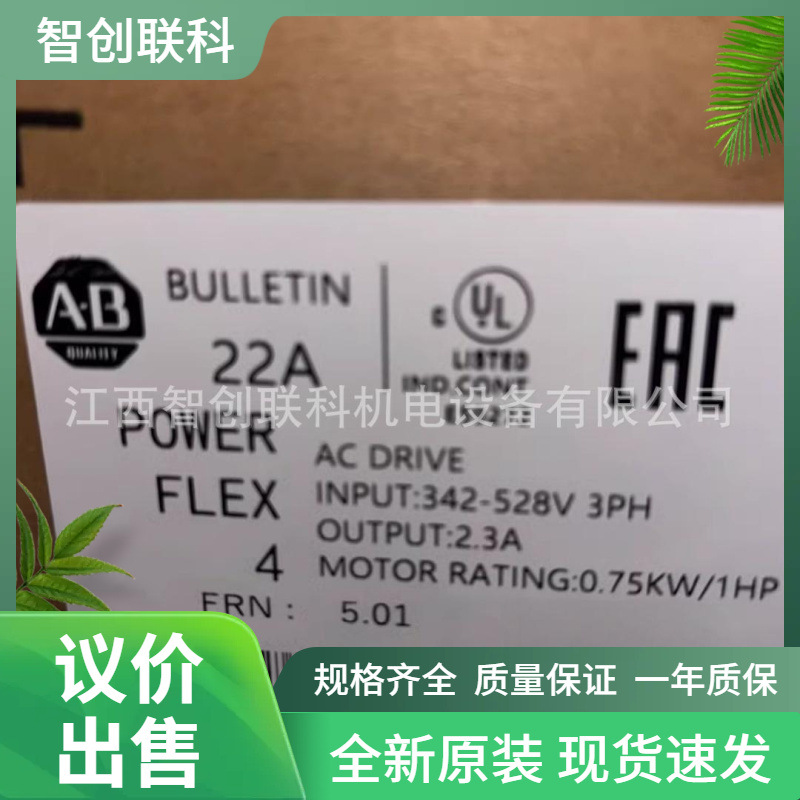 智创联科
A-B
QUALITY
BULLETIN
22A
POWER
FLEX
4
FRN : 5.01
c UL
LISTED
IND.CONT.
EAC
江西智创联科机电设备有限公司
AC DRIVE
INPUT:342-528V 3PH
OUTPUT:2.3A
MOTOR RATING:0.75KW/1HP
议价
出售
规格齐全 质量保证 一年质保
全新原装 现货速发